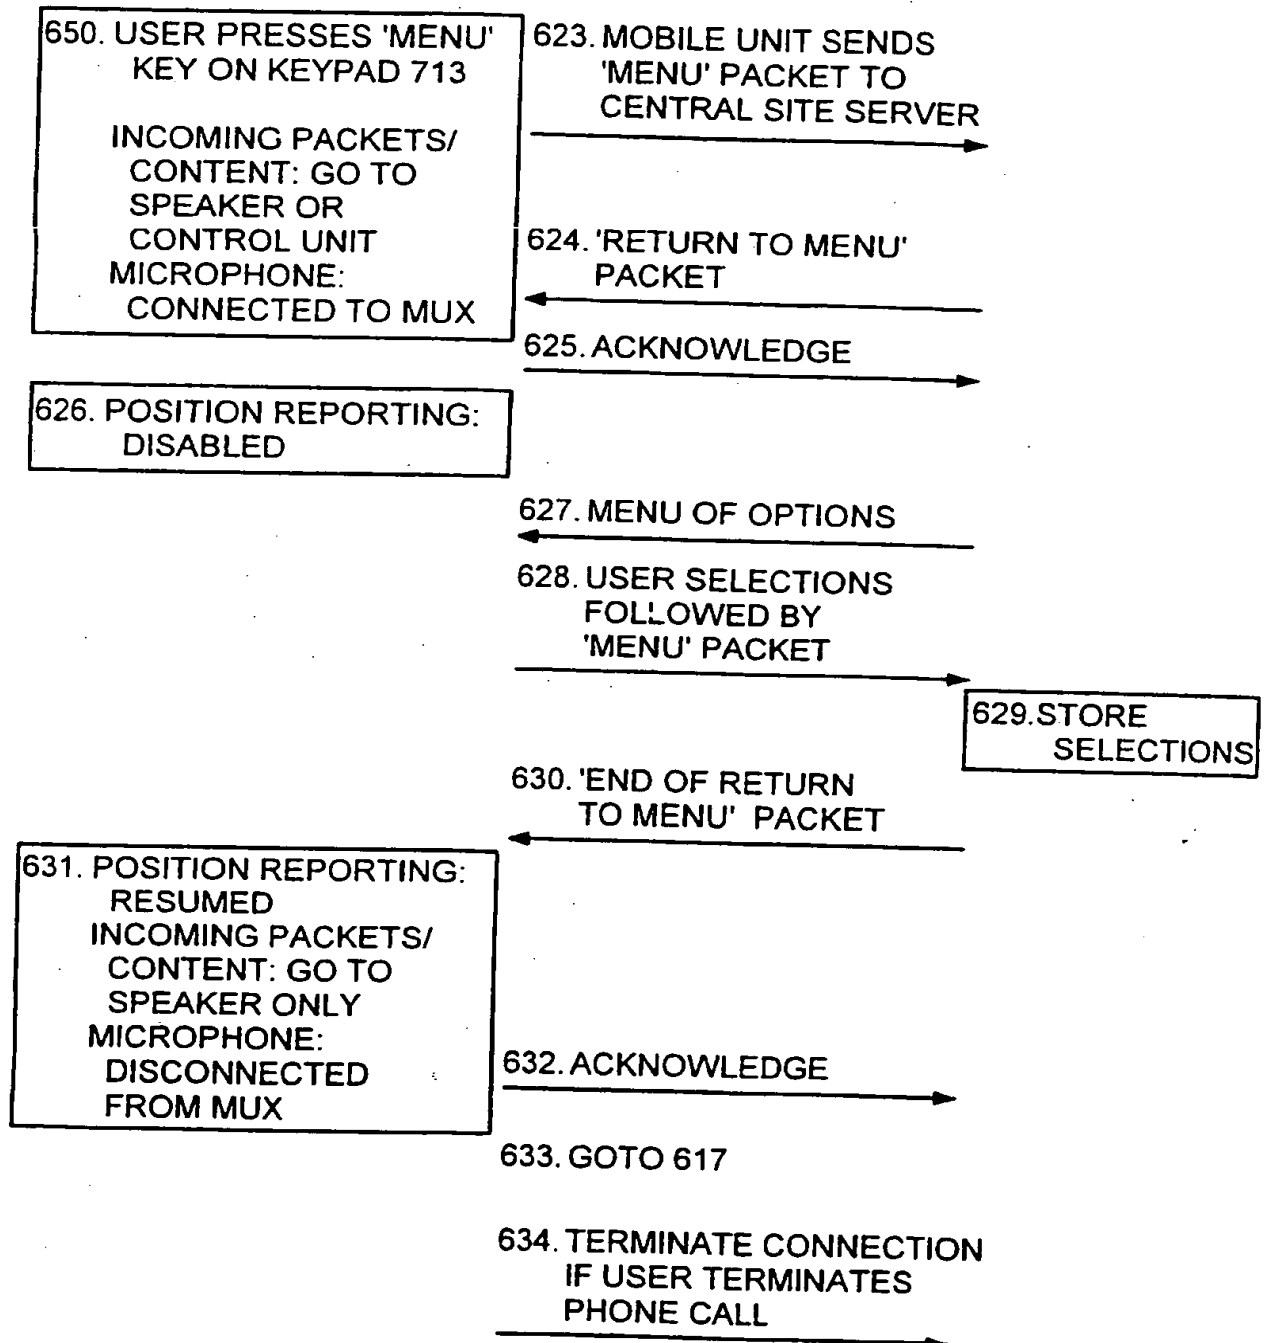 650. USER PRESSES 'MENU'
KEY ON KEYPAD 713
INCOMING PACKETS/
CONTENT: GO TO
SPEAKER OR
CONTROL UNIT
MICROPHONE:
CONNECTED TO MUX
623. MOBILE UNIT SENDS
'MENU' PACKET TO
CENTRAL SITE SERVER
624. 'RETURN TO MENU'
PACKET
625. ACKNOWLEDGE
626. POSITION REPORTING:
DISABLED
627. MENU OF OPTIONS
628. USER SELECTIONS
FOLLOWED BY
'MENU' PACKET
629. STORE
SELECTIONS
630. 'END OF RETURN
TO MENU' PACKET
631. POSITION REPORTING:
RESUMED
INCOMING PACKETS/
CONTENT: GO TO
SPEAKER ONLY
MICROPHONE:
DISCONNECTED
FROM MUX
632. ACKNOWLEDGE
633. GOTO 617
634. TERMINATE CONNECTION
IF USER TERMINATES
PHONE CALL